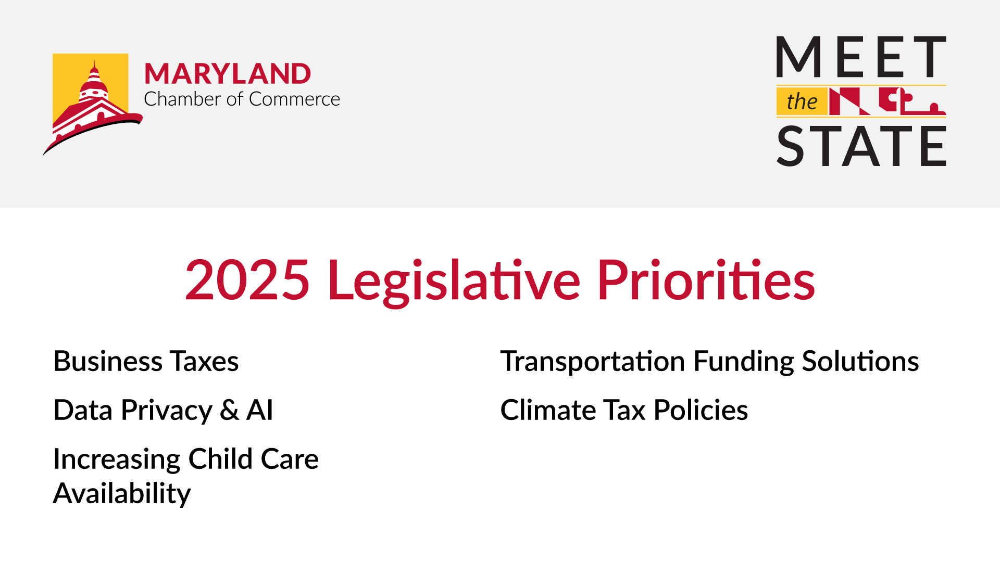 MARYLAND
Chamber of Commerce
MEET
the
STATE
2025 Legislative Priorities
Business Taxes
Data Privacy & AI
Increasing Child Care
Availability
Transportation Funding Solutions
Climate Tax Policies